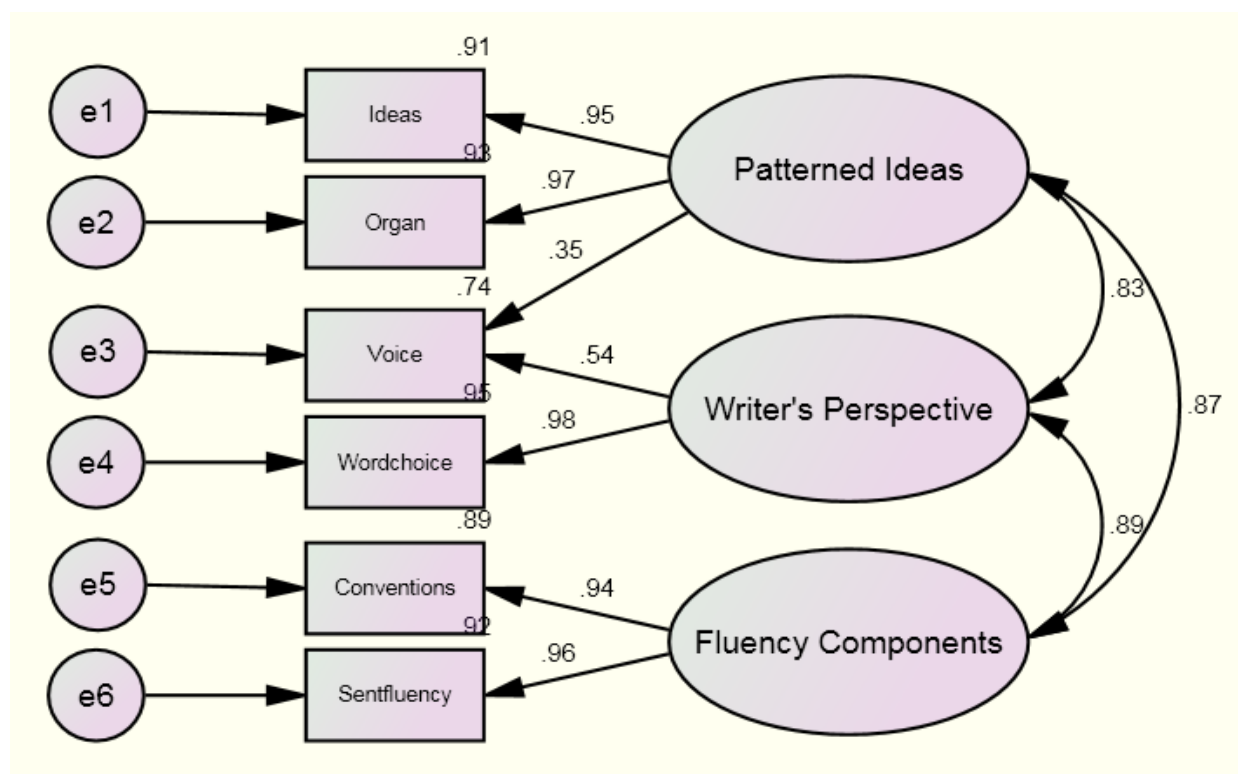 .91
e1
Ideas
.95
Patterned Ideas
.93
e2
Organ
.97
.35
.74
.83
e3
Voice
.54
Writer's Perspective
.95
.87
e4
Wordchoice
.98
.89
.89
e5
Conventions
.94
Fluency Components
.92
e6
Sentfluency
.96